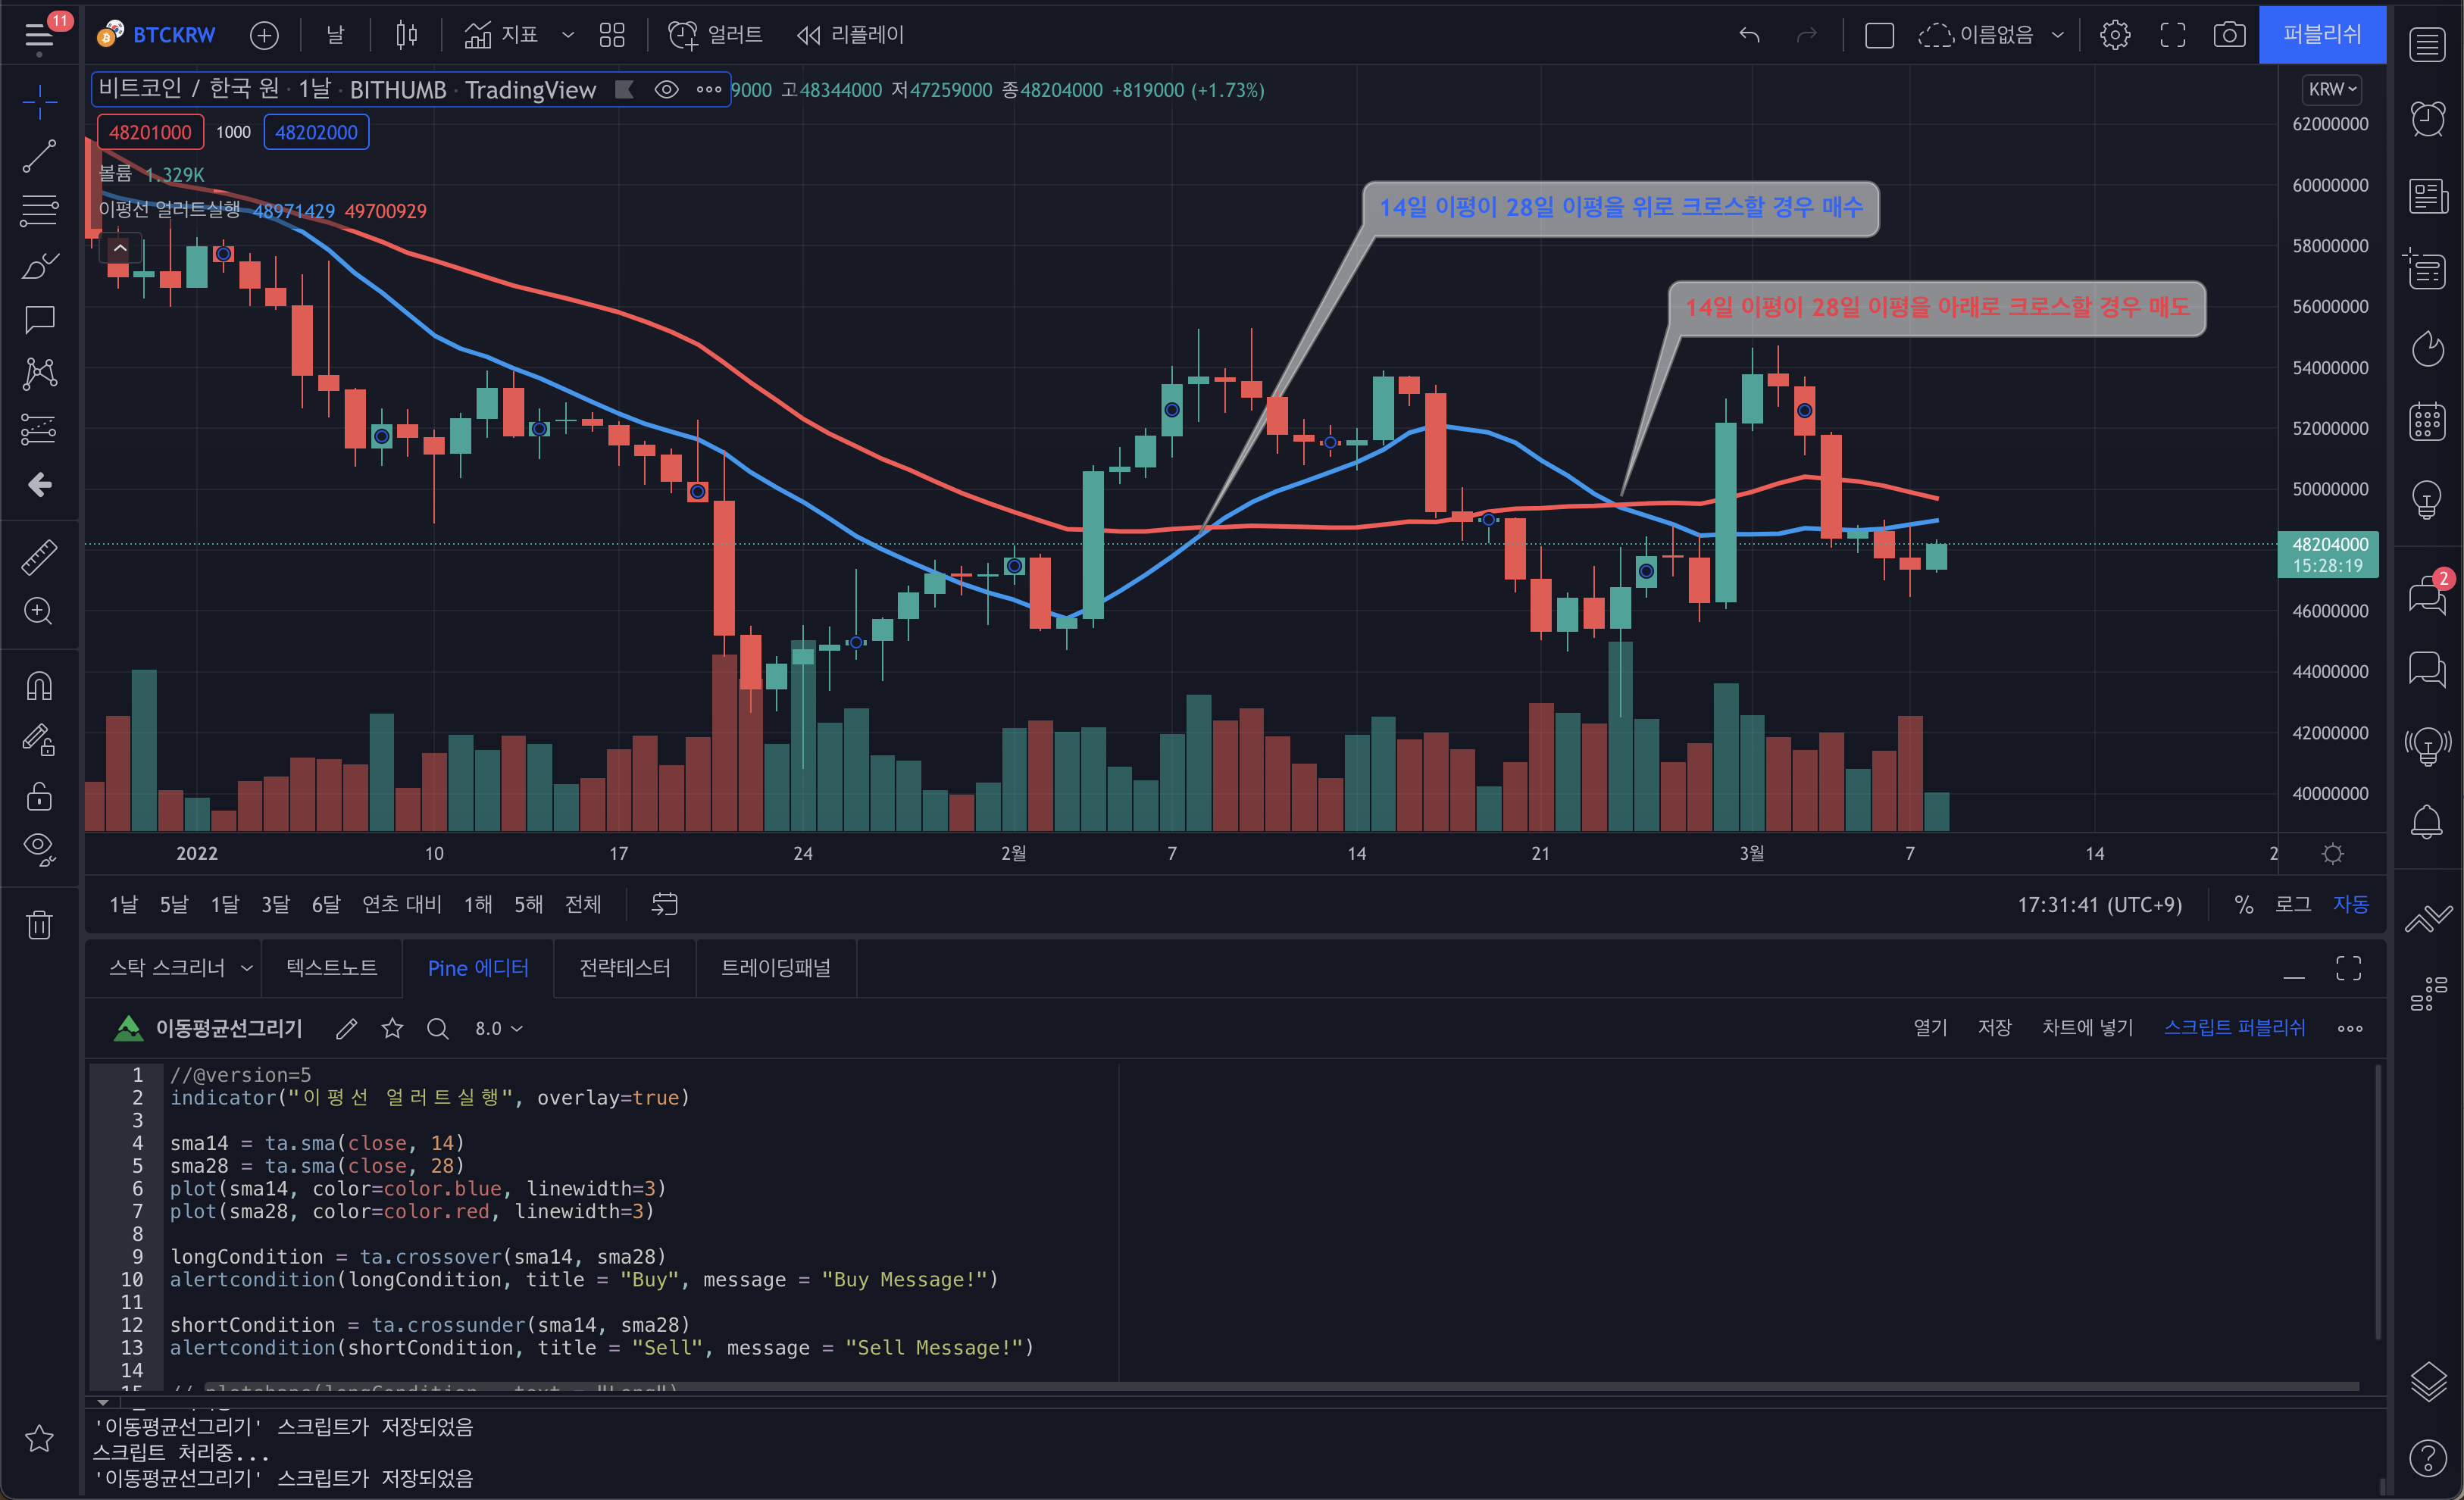 11
BTCKRW
날
지표
얼러트
리플레이
이름없음
퍼블리쉬
비트코인 / 한국 원 · 1날 · BITHUMB · TradingView
9000 고48344000 저47259000 종48204000 +819000 (+1.73%)
KRW
48201000 1000 48202000
볼륨 1.329K
이평선 얼러트실행 48971429 49700929
14일 이평이 28일 이평을 위로 크로스할 경우 매수
14일 이평이 28일 이평을 아래로 크로스할 경우 매도
62000000
60000000
58000000
56000000
54000000
52000000
50000000
48204000
15:28:19
46000000
44000000
42000000
40000000
2
2022 10 17 24 2월 7 14 21 3월 7 14 2
1날 5날 1달 3달 6달 연초 대비 1해 5해 전체
17:31:41 (UTC+9) % 로그 자동
스탁 스크리너 텍스트노트 Pine 에디터 전략테스터 트레이딩패널
이동평균선그리기 8.0
열기 저장 차트에 넣기 스크립트 퍼블리쉬
1 //@version=5
2 indicator("이평선 얼러트실행", overlay=true)
3
4 sma14 = ta.sma(close, 14)
5 sma28 = ta.sma(close, 28)
6 plot(sma14, color=color.blue, linewidth=3)
7 plot(sma28, color=color.red, linewidth=3)
8
9 longCondition = ta.crossover(sma14, sma28)
10 alertcondition(longCondition, title = "Buy", message = "Buy Message!")
11
12 shortCondition = ta.crossunder(sma14, sma28)
13 alertcondition(shortCondition, title = "Sell", message = "Sell Message!")
14
15 // plotshape(longCondition, text = "Long")
'이동평균선그리기' 스크립트가 저장되었음
스크립트 처리중...
'이동평균선그리기' 스크립트가 저장되었음